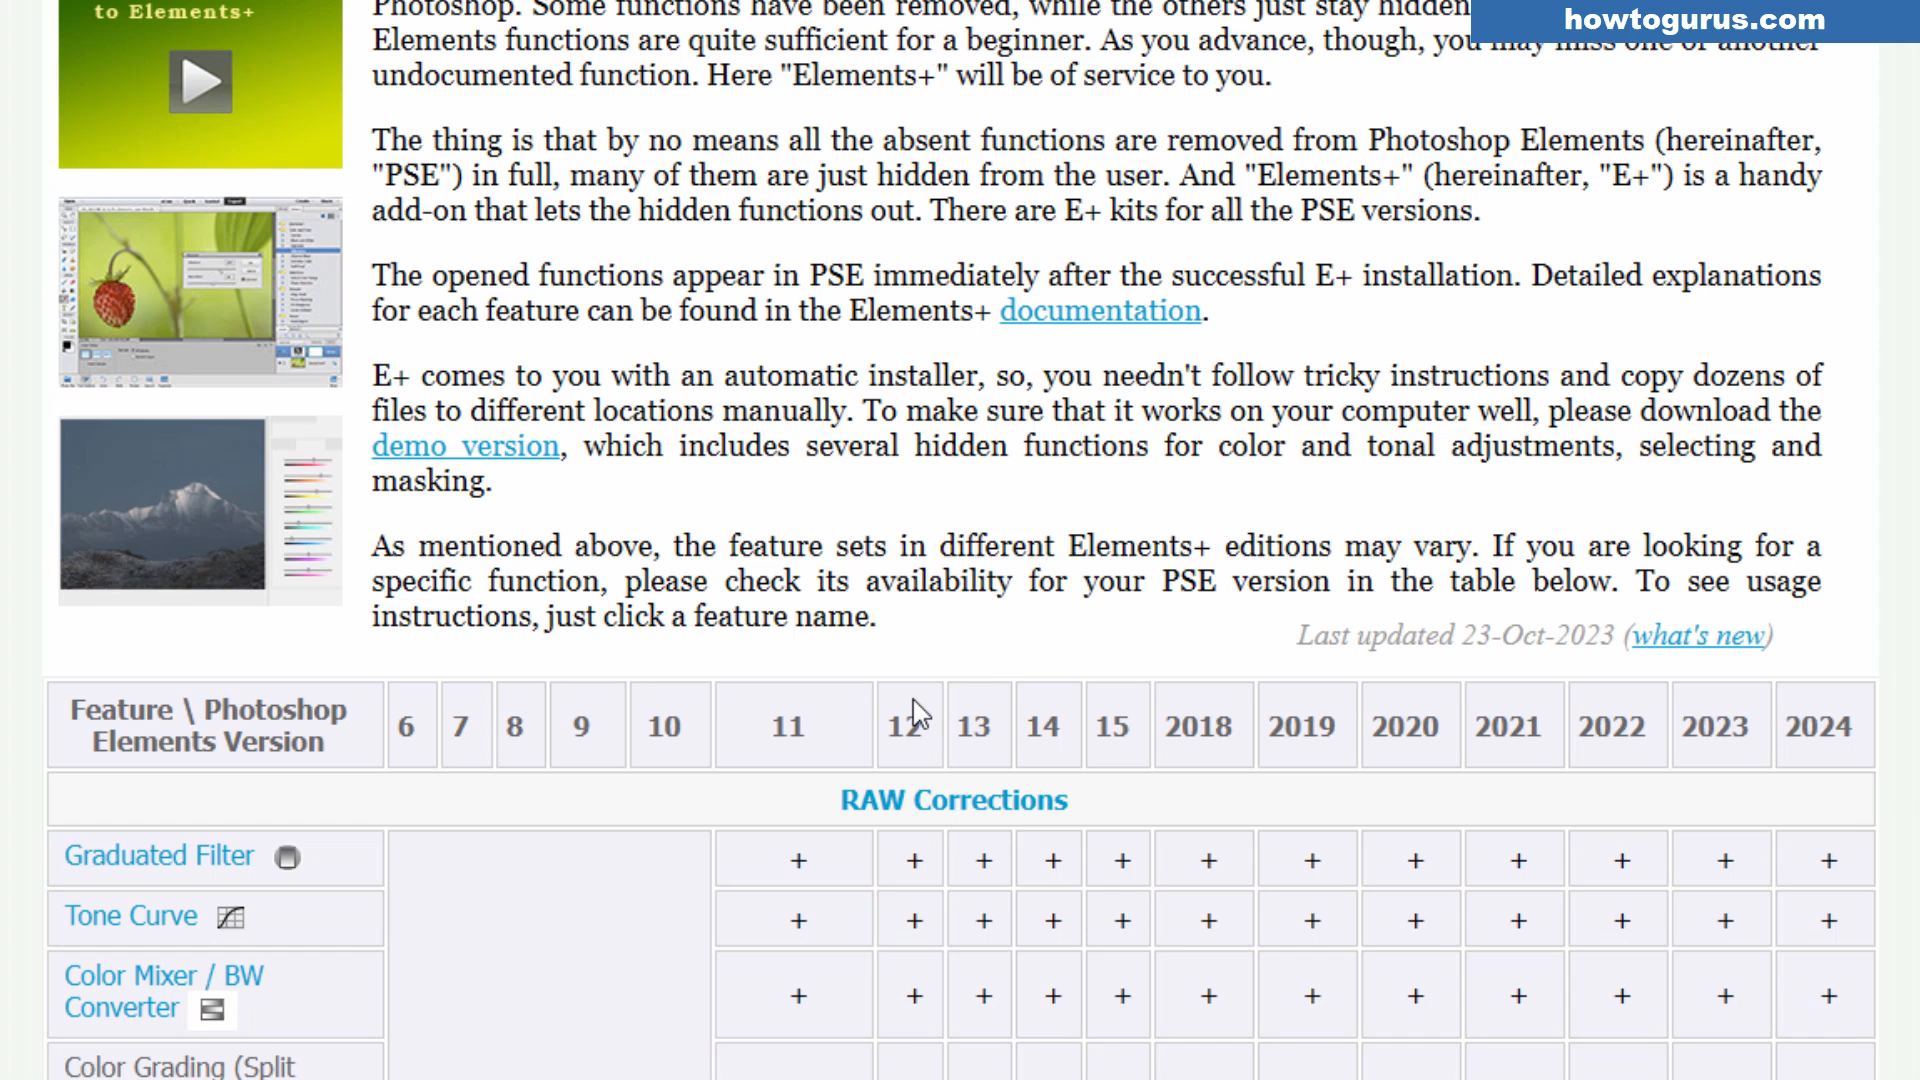 to Elements+
howtogurus.com
Photoshop. Some functions have been removed, while the others just stay hidden
Elements functions are quite sufficient for a beginner. As you advance, though, you may miss one or another
undocumented function. Here "Elements+" will be of service to you.
The thing is that by no means all the absent functions are removed from Photoshop Elements (hereinafter,
"PSE") in full, many of them are just hidden from the user. And "Elements+" (hereinafter, "E+") is a handy
add-on that lets the hidden functions out. There are E+ kits for all the PSE versions.
The opened functions appear in PSE immediately after the successful E+ installation. Detailed explanations
for each feature can be found in the Elements+ documentation.
E+ comes to you with an automatic installer, so, you needn't follow tricky instructions and copy dozens of
files to different locations manually. To make sure that it works on your computer well, please download the
demo version, which includes several hidden functions for color and tonal adjustments, selecting and
masking.
As mentioned above, the feature sets in different Elements+ editions may vary. If you are looking for a
specific function, please check its availability for your PSE version in the table below. To see usage
instructions, just click a feature name.
Last updated 23-Oct-2023 (what's new)
Feature \ Photoshop
Elements Version
6 7 8 9 10 11 12 13 14 15 2018 2019 2020 2021 2022 2023 2024
RAW Corrections
Graduated Filter + + + + + + + + + + + +
Tone Curve + + + + + + + + + + + +
Color Mixer / BW
Converter + + + + + + + + + + + +
Color Grading (Split